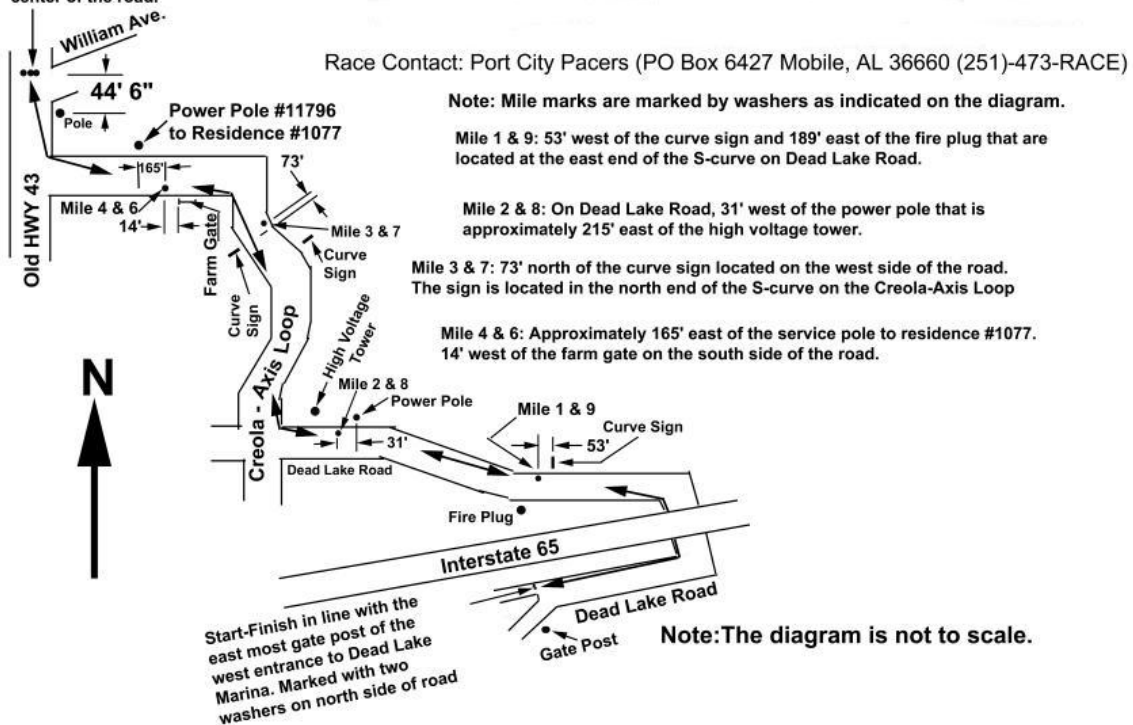 center of the road.
William Ave.
Race Contact: Port City Pacers (PO Box 6427 Mobile, AL 36660 (251)-473-RACE)
44' 6"
Pole
Power Pole #11796
to Residence #1077
Note: Mile marks are marked by washers as indicated on the diagram.
Mile 1 & 9: 53' west of the curve sign and 189' east of the fire plug that are
located at the east end of the S-curve on Dead Lake Road.
165'
73'
Old HWY 43
Mile 4 & 6
14'
Farm Gate
Mile 3 & 7
Curve
Sign
Curve
Sign
Mile 2 & 8: On Dead Lake Road, 31' west of the power pole that is
approximately 215' east of the high voltage tower.
Mile 3 & 7: 73' north of the curve sign located on the west side of the road.
The sign is located in the north end of the S-curve on the Creola-Axis Loop
Mile 4 & 6: Approximately 165' east of the service pole to residence #1077.
14' west of the farm gate on the south side of the road.
N
Creola - Axis Loop
High Voltage
Tower
Mile 2 & 8
Power Pole
31'
Dead Lake Road
Mile 1 & 9
53'
Curve Sign
Fire Plug
Interstate 65
Start-Finish in line with the
east most gate post of the
west entrance to Dead Lake
Marina. Marked with two
washers on north side of road
Dead Lake Road
Gate Post
Note:The diagram is not to scale.